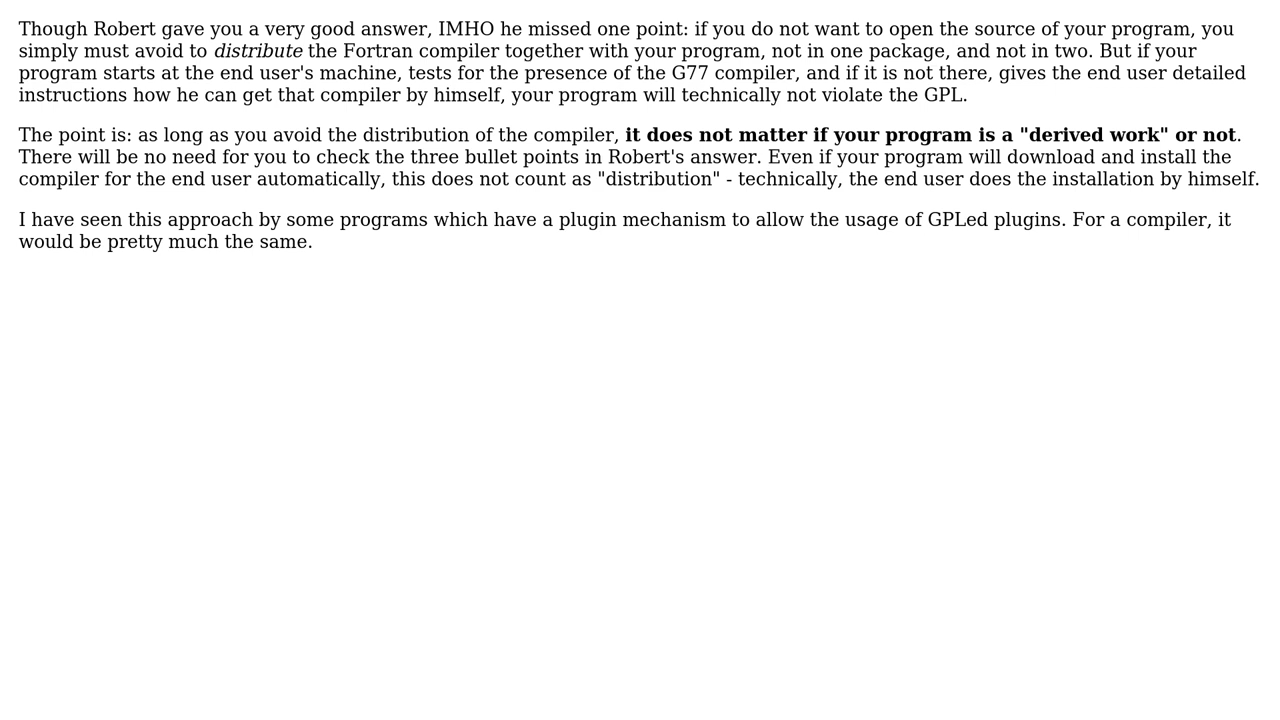 Though Robert gave you a very good answer, IMHO he missed one point: if you do not want to open the source of your program, you
simply must avoid to distribute the Fortran compiler together with your program, not in one package, and not in two. But if your
program starts at the end user's machine, tests for the presence of the G77 compiler, and if it is not there, gives the end user detailed
instructions how he can get that compiler by himself, your program will technically not violate the GPL.
The point is: as long as you avoid the distribution of the compiler, it does not matter if your program is a "derived work" or not.
There will be no need for you to check the three bullet points in Robert's answer. Even if your program will download and install the
compiler for the end user automatically, this does not count as "distribution" - technically, the end user does the installation by himself.
I have seen this approach by some programs which have a plugin mechanism to allow the usage of GPLed plugins. For a compiler, it
would be pretty much the same.